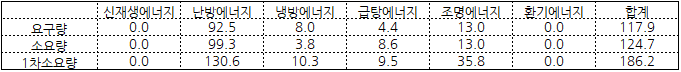 신재생에너지 난방에너지 냉방에너지 급탕에너지 조명에너지 환기에너지 합계
요구량 0.0 92.5 8.0 4.4 13.0 0.0 117.9
소요량 0.0 99.3 3.8 8.6 13.0 0.0 124.7
1차소요량 0.0 130.6 10.3 9.5 35.8 0.0 186.2